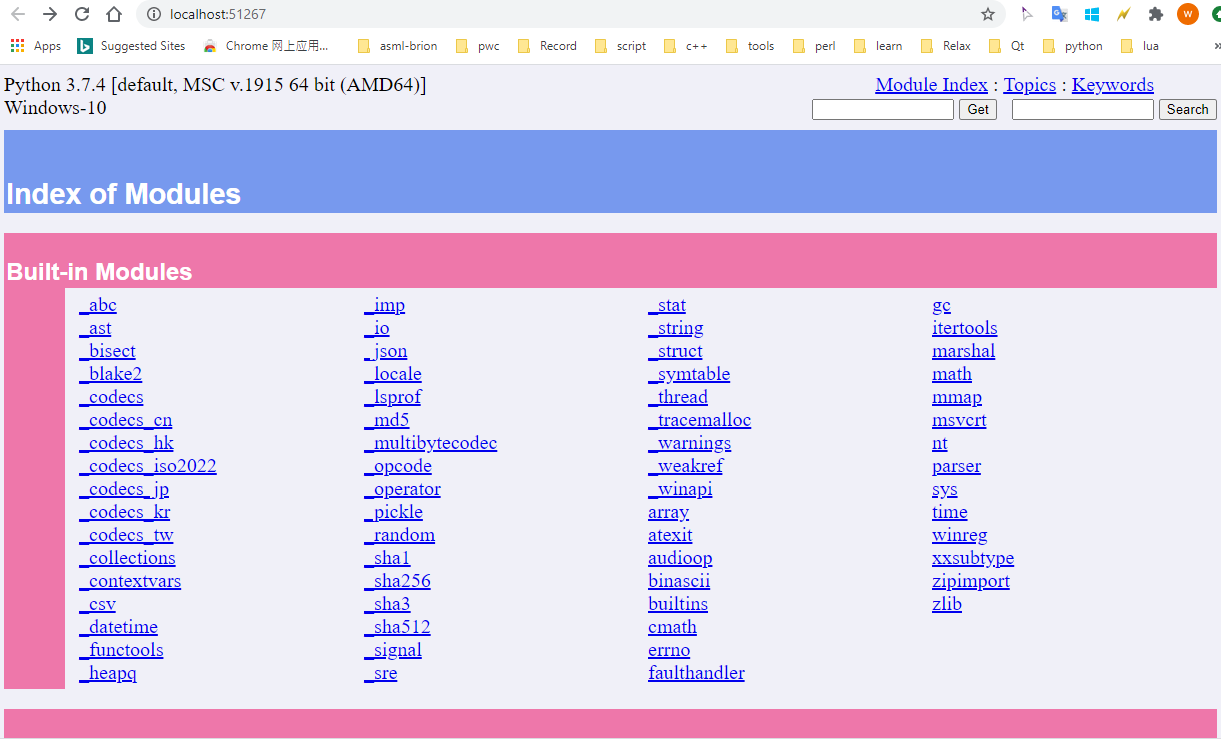 localhost:51267
W
Apps Suggested Sites Chrome 网上应用... asml-brion pwc Record script c++ tools perl learn Relax Qt python lua »
Python 3.7.4 [default, MSC v.1915 64 bit (AMD64)]
Windows-10
Module Index : Topics : Keywords
Get Search
Index of Modules
Built-in Modules
_abc
_ast
_bisect
_blake2
_codecs
_codecs_cn
_codecs_hk
_codecs_iso2022
_codecs_jp
_codecs_kr
_codecs_tw
_collections
_contextvars
_csv
_datetime
_functools
_heapq
_imp
_io
_json
_locale
_lsprof
_md5
_multibytecodec
_opcode
_operator
_pickle
_random
_sha1
_sha256
_sha3
_sha512
_signal
_sre
_stat
_string
_struct
_symtable
_thread
_tracemalloc
_warnings
_weakref
_winapi
array
atexit
audioop
binascii
builtins
cmath
errno
faulthandler
gc
itertools
marshal
math
mmap
msvcrt
nt
parser
sys
time
winreg
xxsubtype
zipimport
zlib